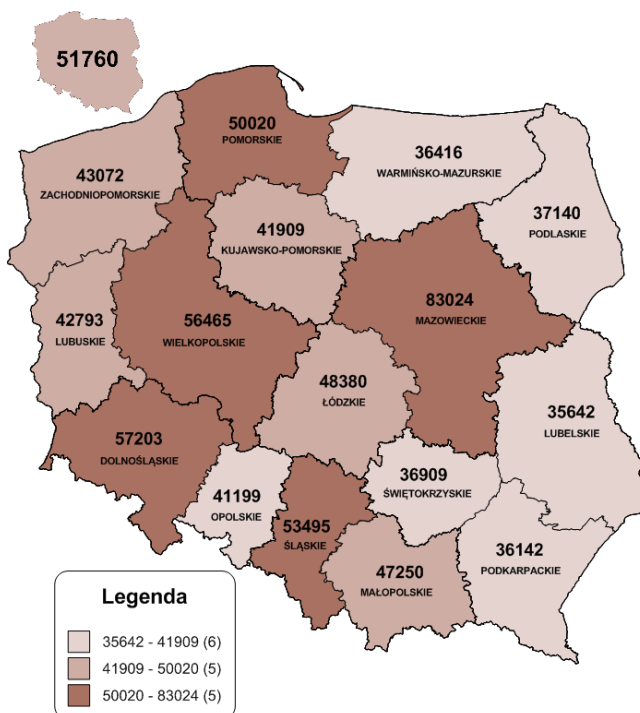 51760
50020
POMORSKIE
36416
WARMIŃSKO-MAZURSKIE
43072
ZACHODNIOPOMORSKIE
37140
PODLASKIE
41909
KUJAWSKO-POMORSKIE
83024
MAZOWIECKIE
42793
LUBUSKIE
56465
WIELKOPOLSKIE
48380
ŁÓDZKIE
35642
LUBELSKIE
57203
DOLNOŚLĄSKIE
41199
OPOLSKIE
36909
ŚWIĘTOKRZYSKIE
53495
ŚLĄSKIE
36142
PODKARPACKIE
47250
MAŁOPOLSKIE
Legenda
35642 - 41909 (6)
41909 - 50020 (5)
50020 - 83024 (5)